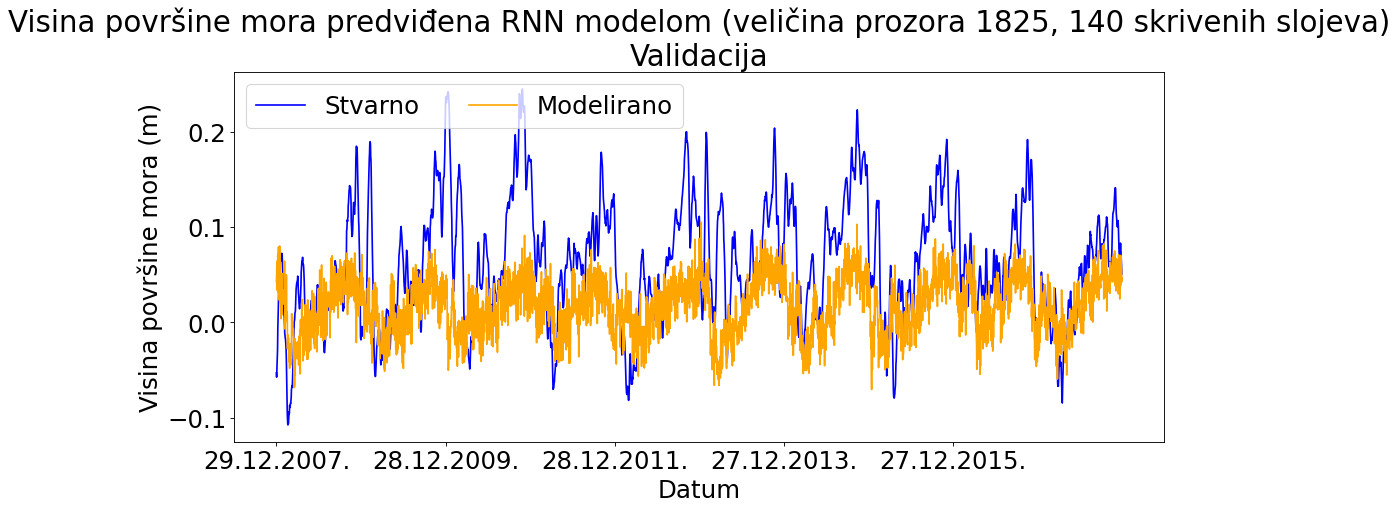 Visina površine mora predviđena RNN modelom (veličina prozora 1825, 140 skrivenih slojeva)
Validacija
Stvarno
Modelirano
Visina površine mora (m)
0.2
0.1
0.0
−0.1
29.12.2007.
28.12.2009.
28.12.2011.
27.12.2013.
27.12.2015.
Datum